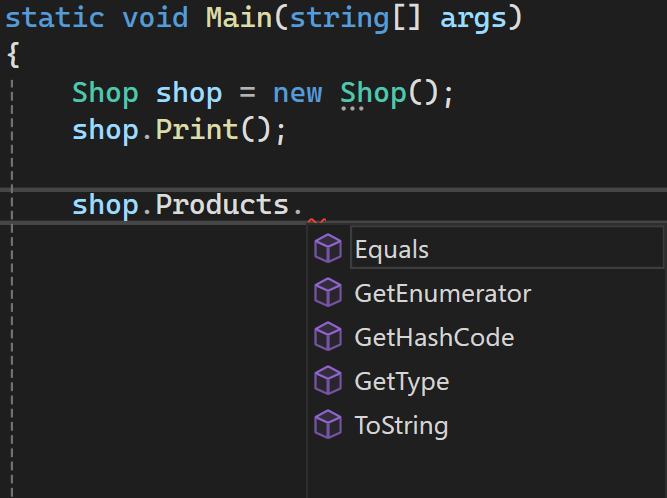 static void Main(string[] args)
{
Shop shop = new Shop();
shop.Print();
shop.Products.
Equals
GetEnumerator
GetHashCode
GetType
ToString